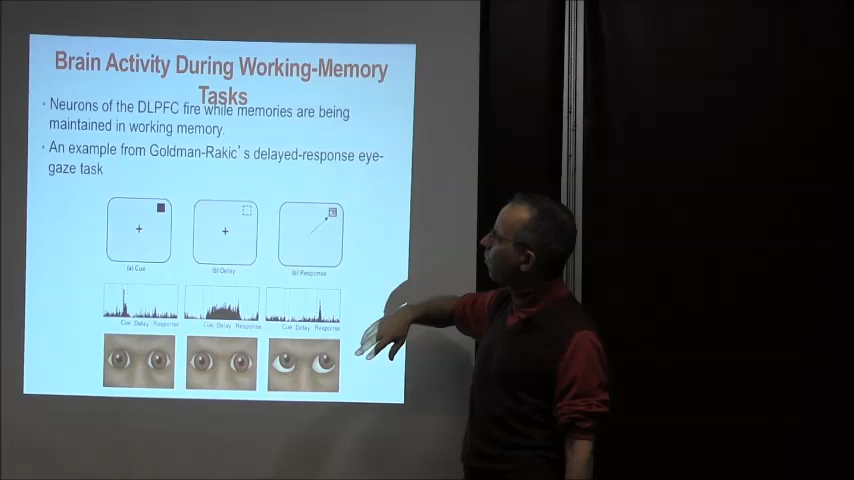 Brain Activity During Working-Memory
Tasks
• Neurons of the DLPFC fire while memories are being
maintained in working memory.
• An example from Goldman-Rakic's delayed-response eye-
gaze task
(a) Cue
(b) Delay
(c) Response
Cue Delay Response
Cue Delay Response
Cue Delay Response